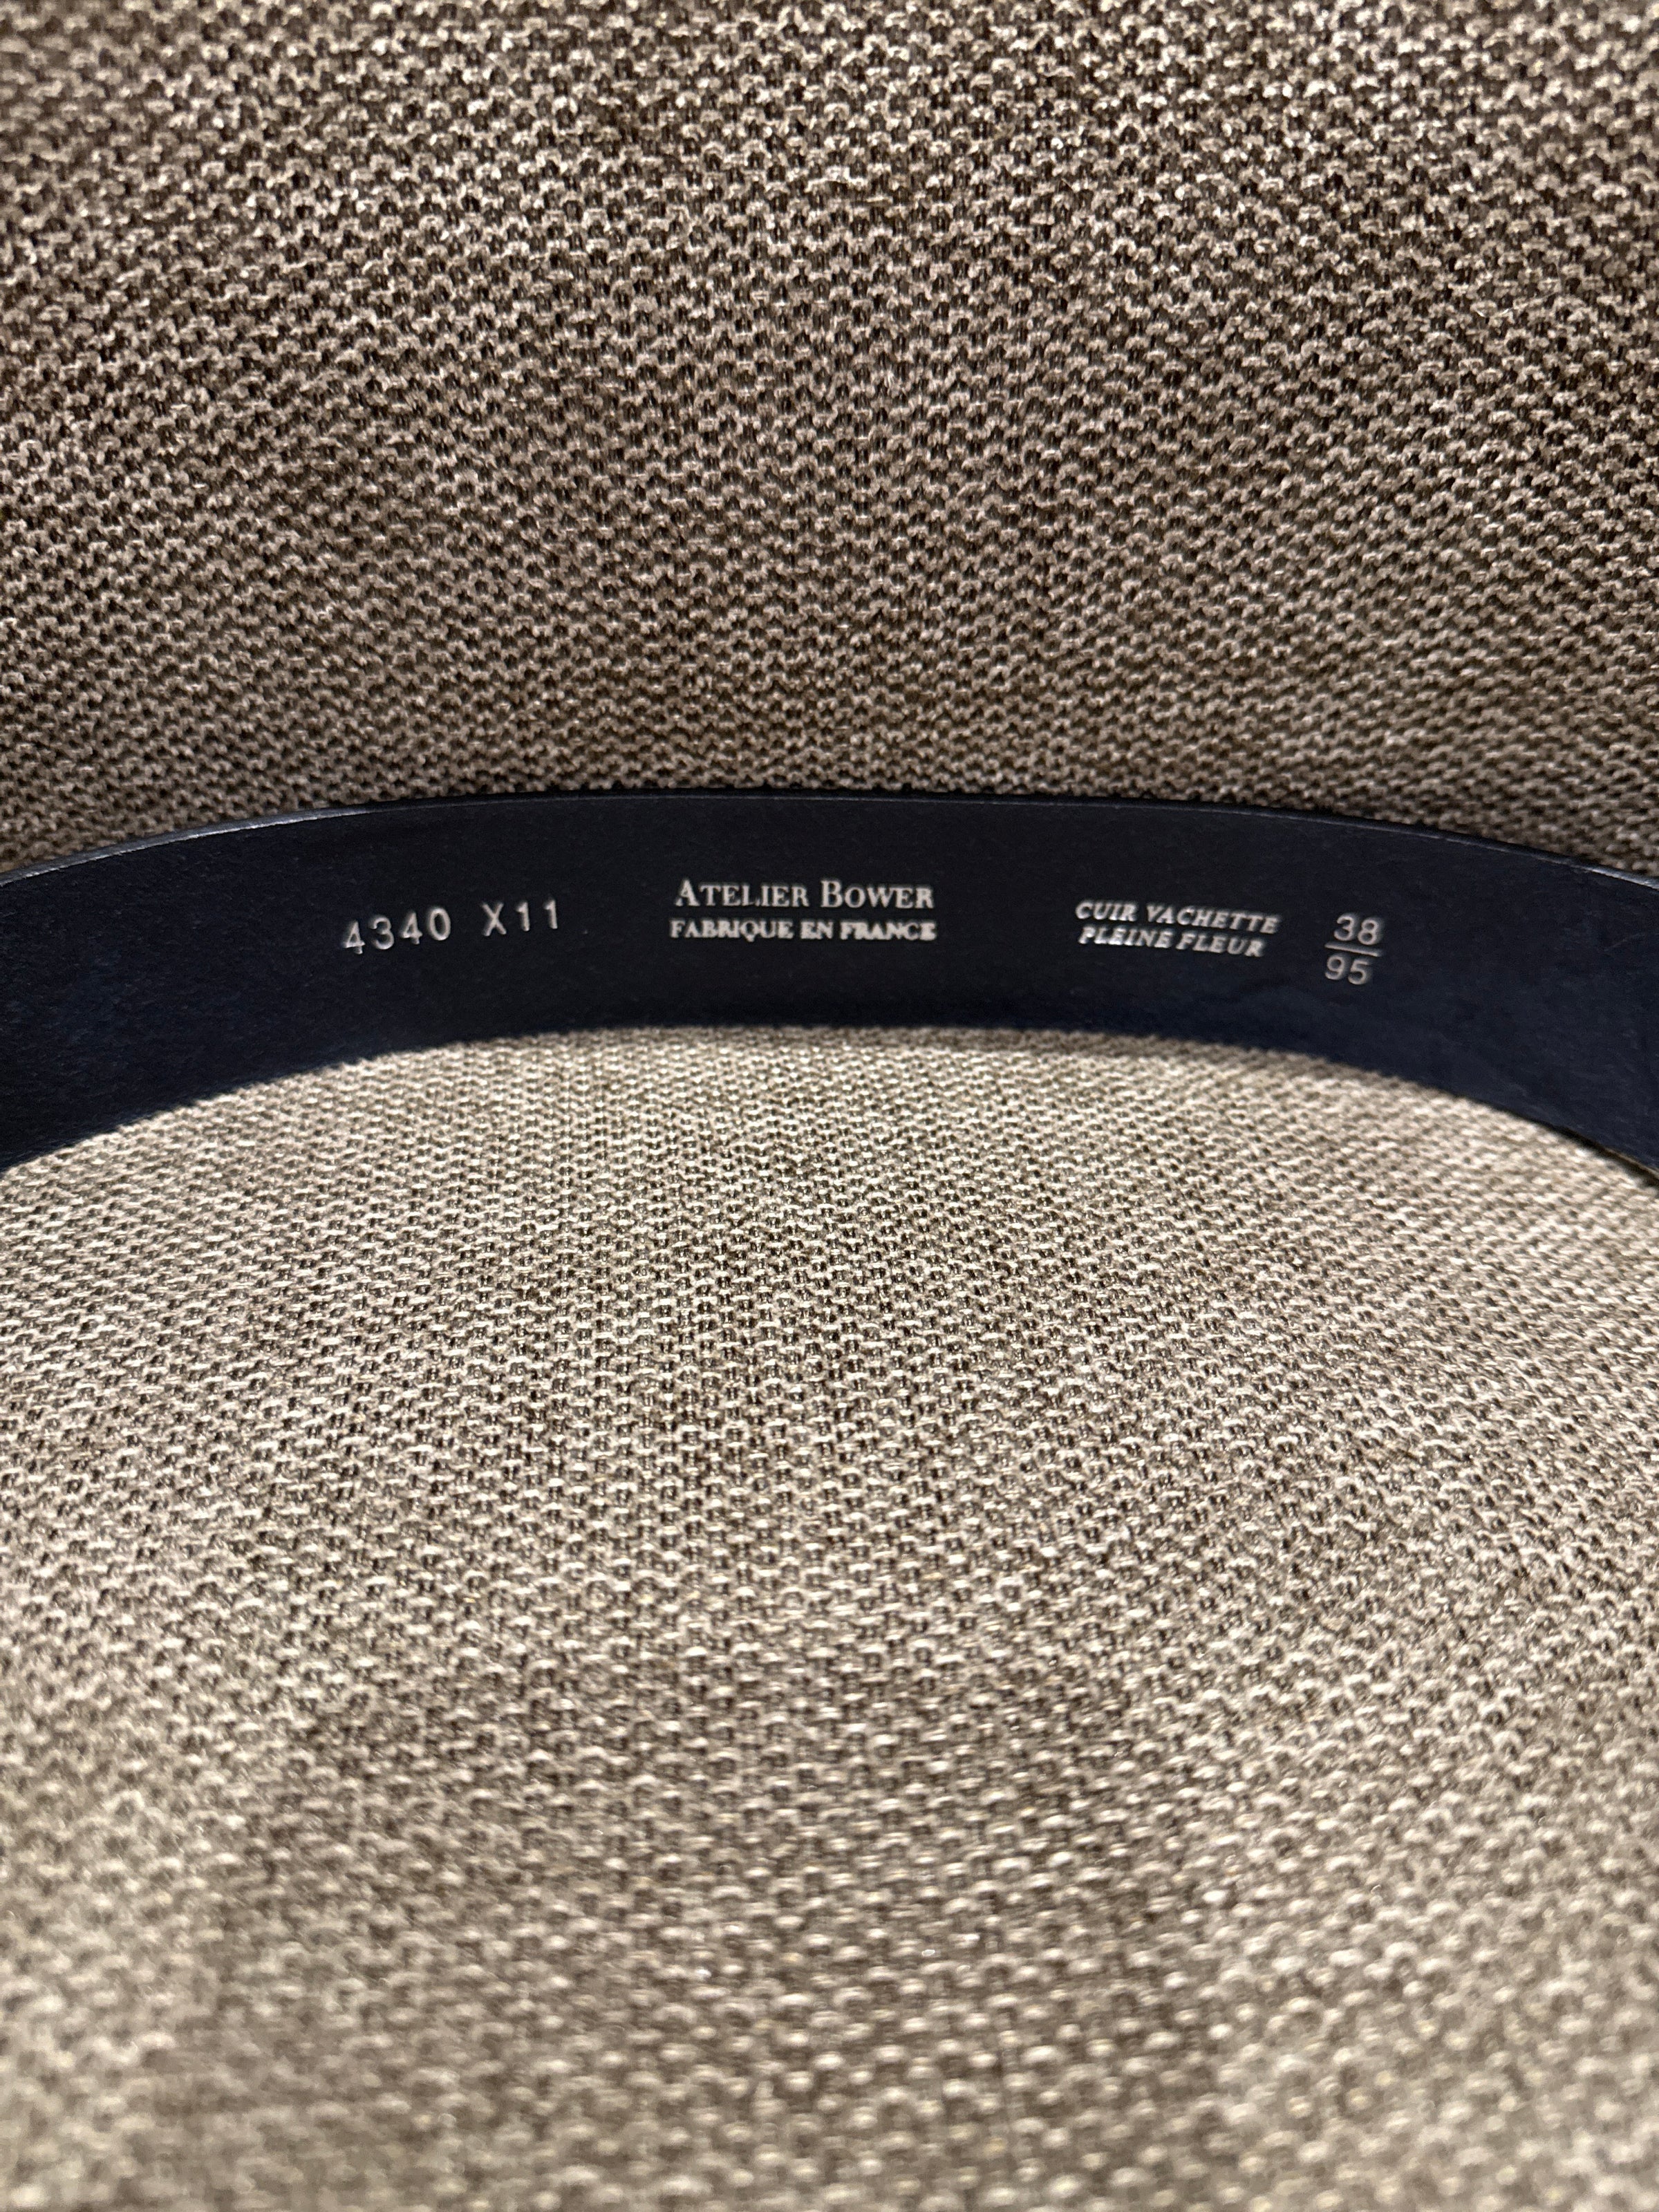 4340 X11
ATELIER BOWER
FABRIQUE EN FRANCE
CUIR VACHETTE
PLEINE FLEUR
38
95